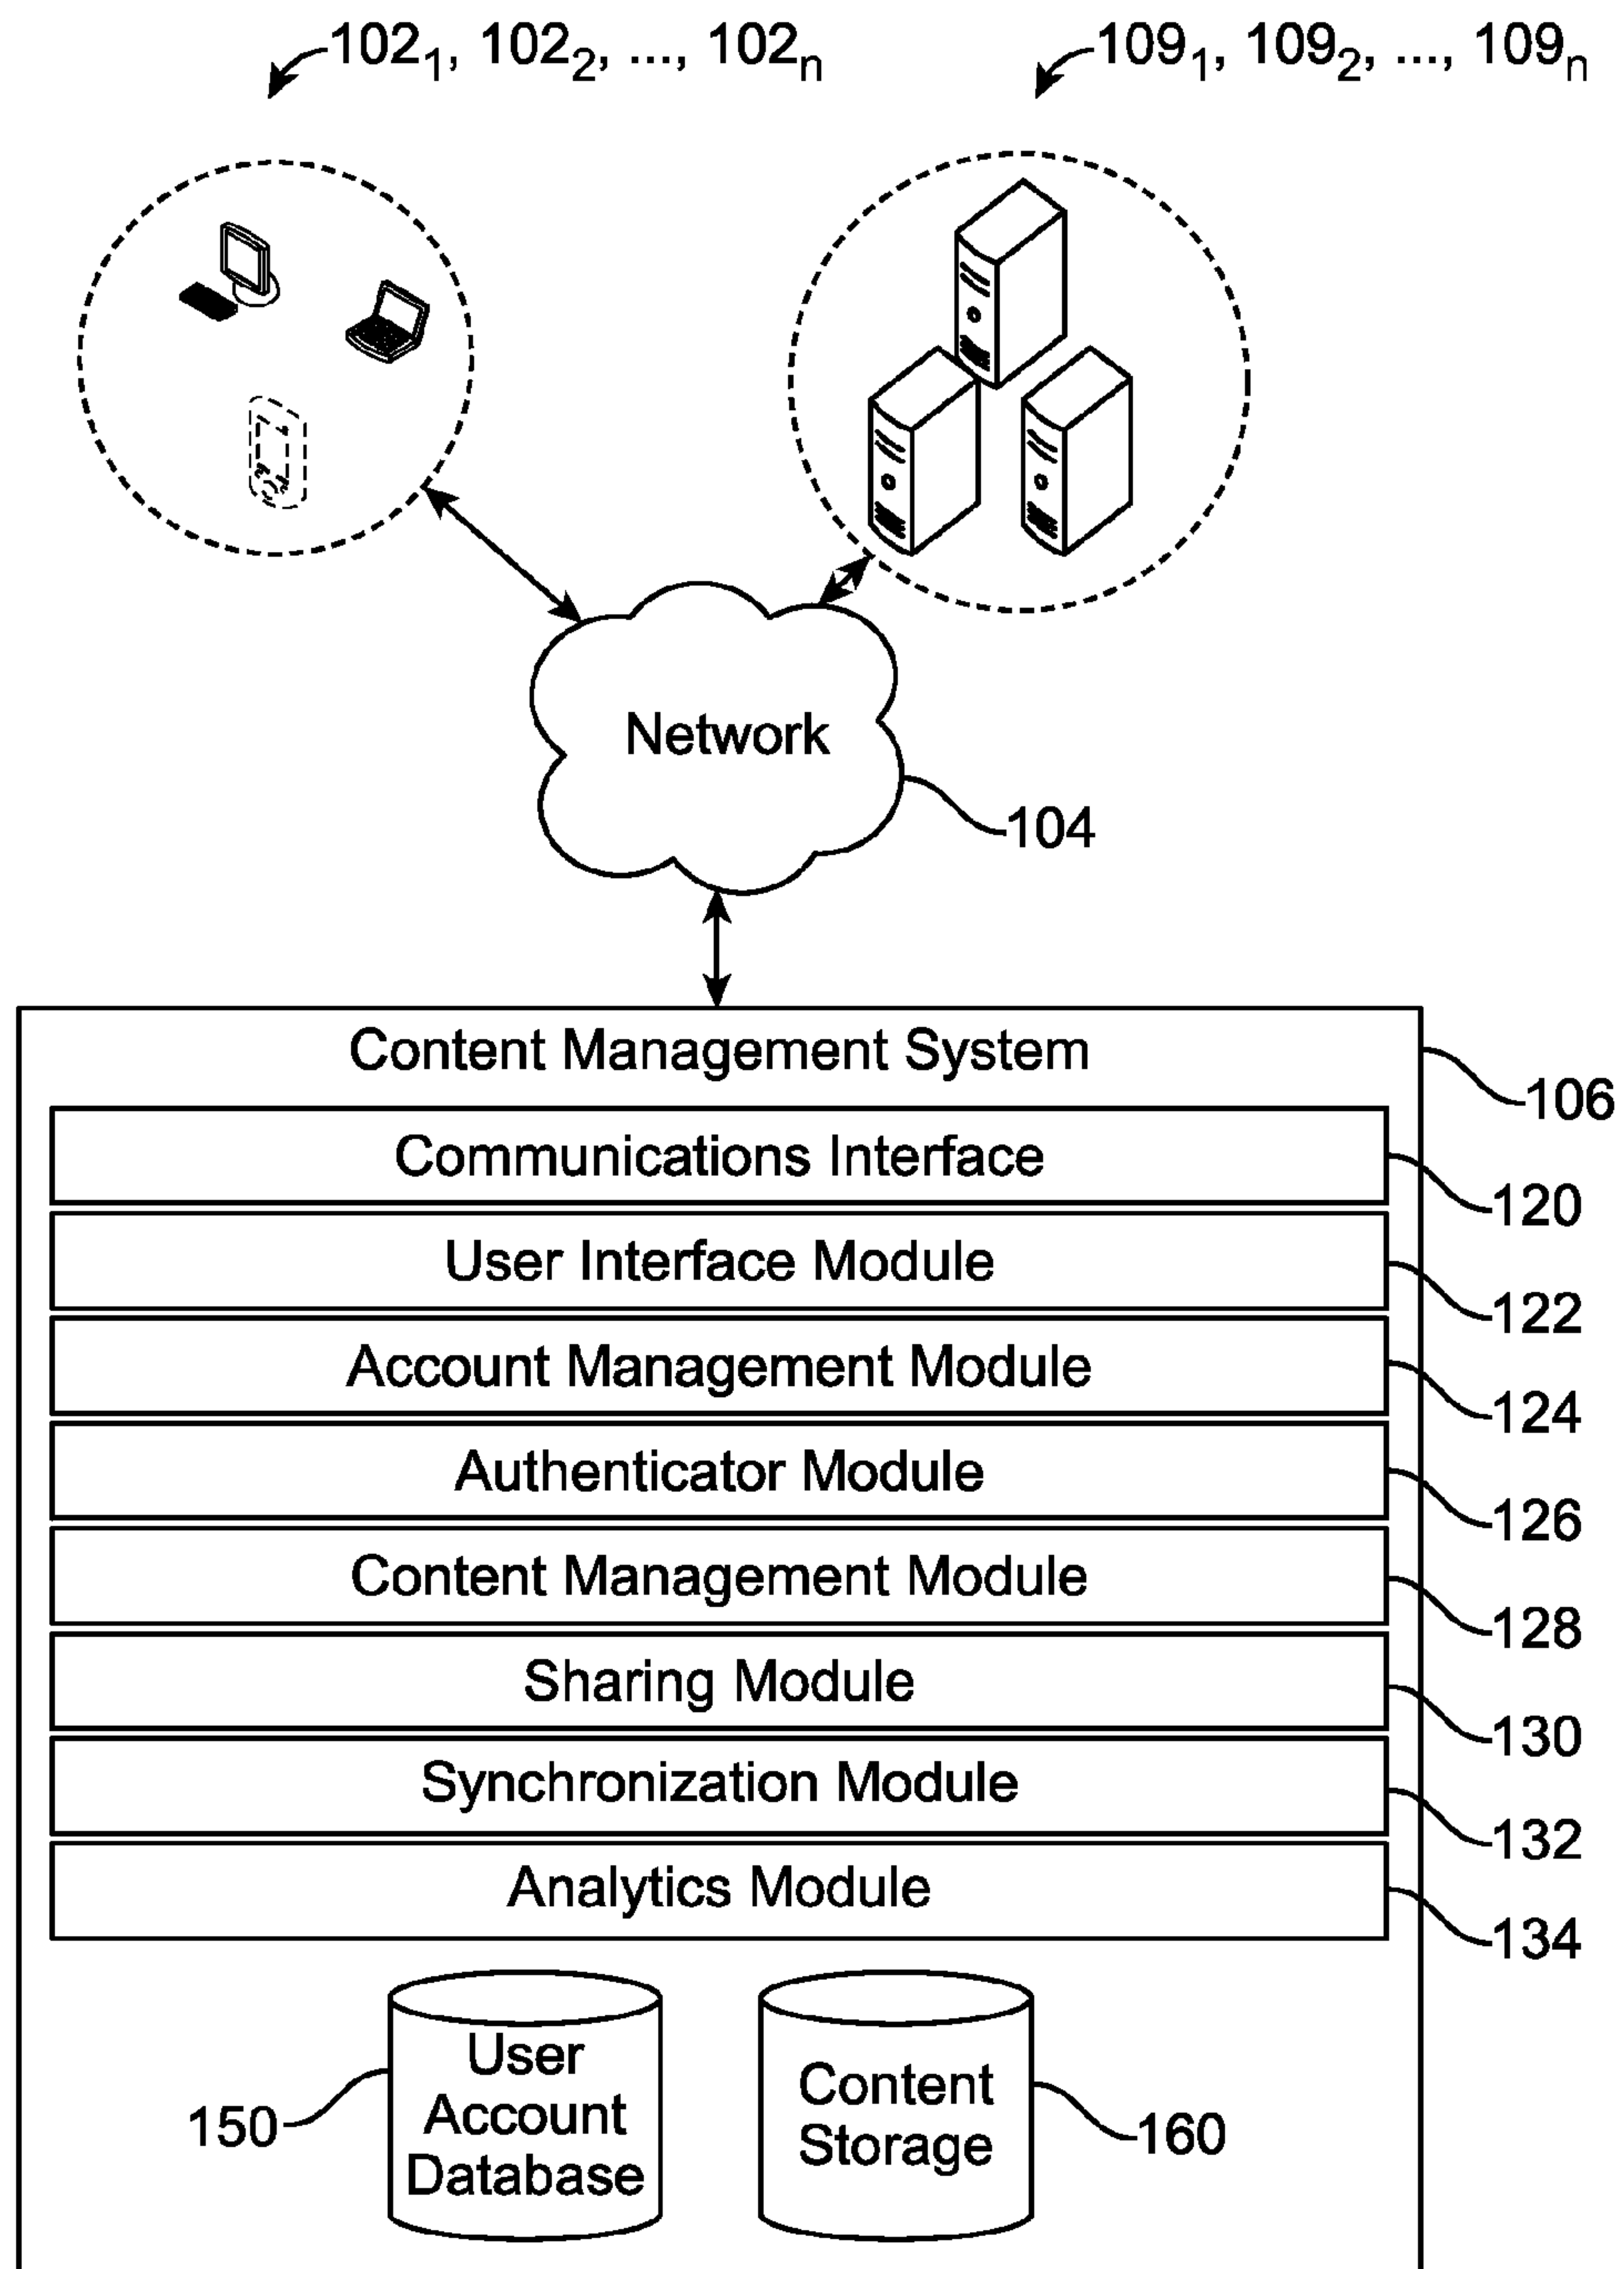 102₁, 102₂, ..., 102ₙ
109₁, 109₂, ..., 109ₙ
Network
104
Content Management System
106
Communications Interface
120
User Interface Module
122
Account Management Module
124
Authenticator Module
126
Content Management Module
128
Sharing Module
130
Synchronization Module
132
Analytics Module
134
150
User
Account
Database
Content
Storage
160